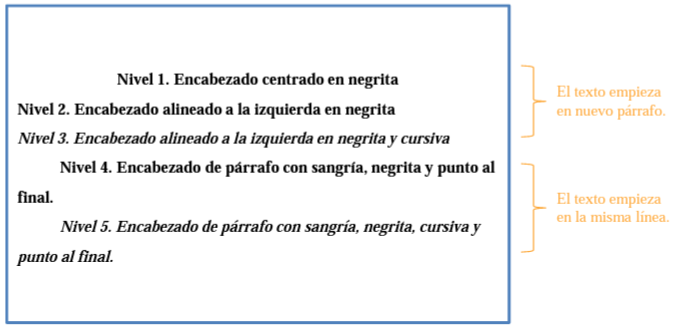 Nivel 1. Encabezado centrado en negrita
Nivel 2. Encabezado alineado a la izquierda en negrita
Nivel 3. Encabezado alineado a la izquierda en negrita y cursiva
Nivel 4. Encabezado de párrafo con sangría, negrita y punto al
final.
Nivel 5. Encabezado de párrafo con sangría, negrita, cursiva y
punto al final.
El texto empieza
en nuevo párrafo.
El texto empieza
en la misma línea.